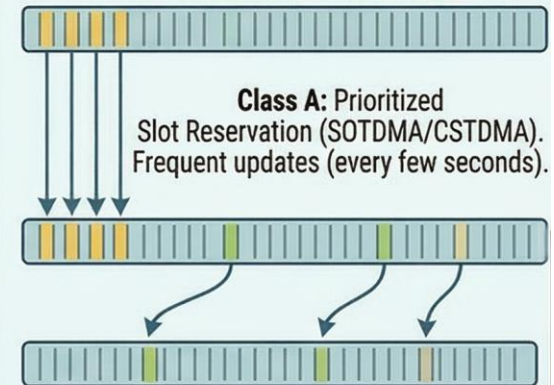 Class A: Prioritized
Slot Reservation (SOTDMA/CSTDMA).
Frequent updates (every few seconds).